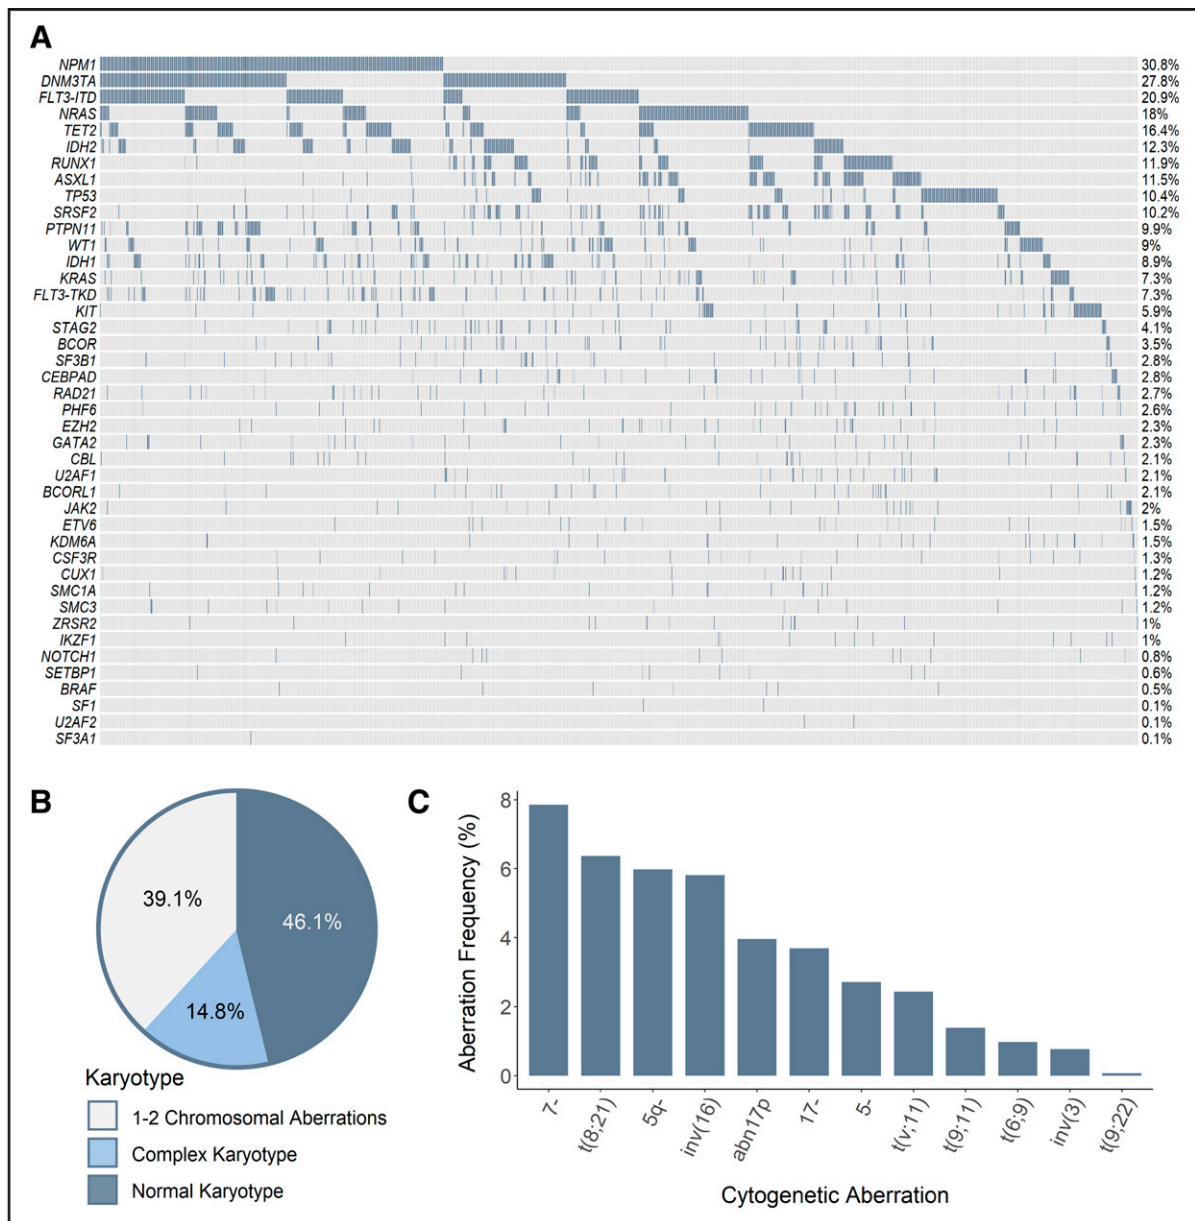 A
NPM1 30.8%
DNM3TA 27.8%
FLT3-ITD 20.9%
NRAS 18%
TET2 16.4%
IDH2 12.3%
RUNX1 11.9%
ASXL1 11.5%
TP53 10.4%
SRSF2 10.2%
PTPN11 9.9%
WT1 9%
IDH1 8.9%
KRAS 7.3%
FLT3-TKD 7.3%
KIT 5.9%
STAG2 4.1%
BCOR 3.5%
SF3B1 2.8%
CEBPAD 2.8%
RAD21 2.7%
PHF6 2.6%
EZH2 2.3%
GATA2 2.3%
CBL 2.1%
U2AF1 2.1%
BCORL1 2.1%
JAK2 2%
ETV6 1.5%
KDM6A 1.5%
CSF3R 1.3%
CUX1 1.2%
SMC1A 1.2%
SMC3 1.2%
ZRSR2 1%
IKZF1 1%
NOTCH1 0.8%
SETBP1 0.6%
BRAF 0.5%
SF1 0.1%
U2AF2 0.1%
SF3A1 0.1%
B
39.1%
46.1%
14.8%
Karyotype
1-2 Chromosomal Aberrations
Complex Karyotype
Normal Karyotype
C
Aberration Frequency (%)
8
6
4
2
0
7-
t(8;21)
5q-
inv(16)
abn17p
17-
5-
t(v;11)
t(9;11)
t(6;9)
inv(3)
t(9;22)
Cytogenetic Aberration